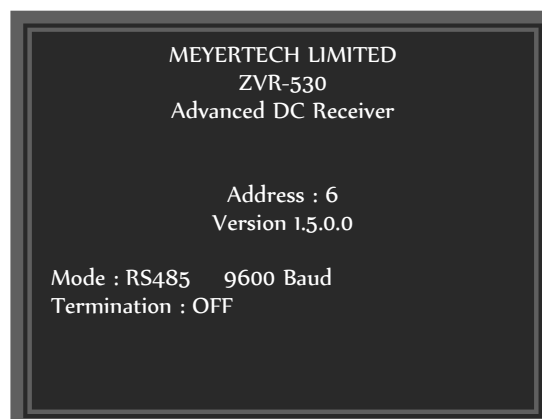 MEYERTECH LIMITED
ZVR-530
Advanced DC Receiver
Address : 6
Version 1.5.0.0
Mode : RS485 9600 Baud
Termination : OFF